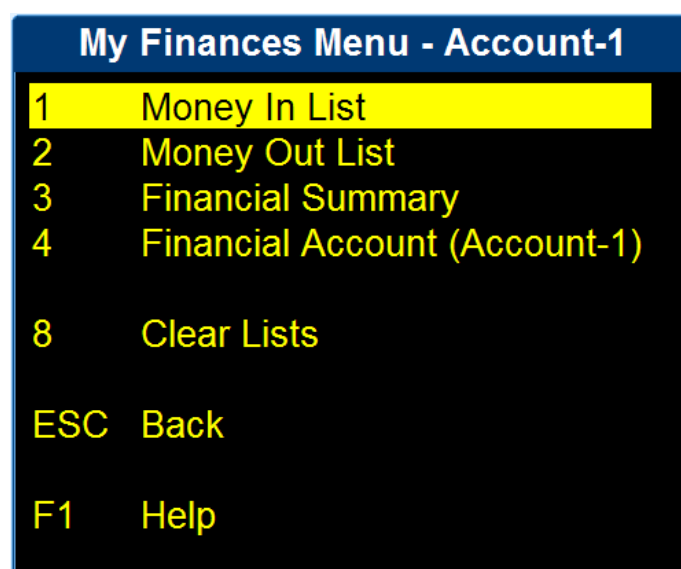 My Finances Menu - Account-1
1 Money In List
2 Money Out List
3 Financial Summary
4 Financial Account (Account-1)
8 Clear Lists
ESC Back
F1 Help